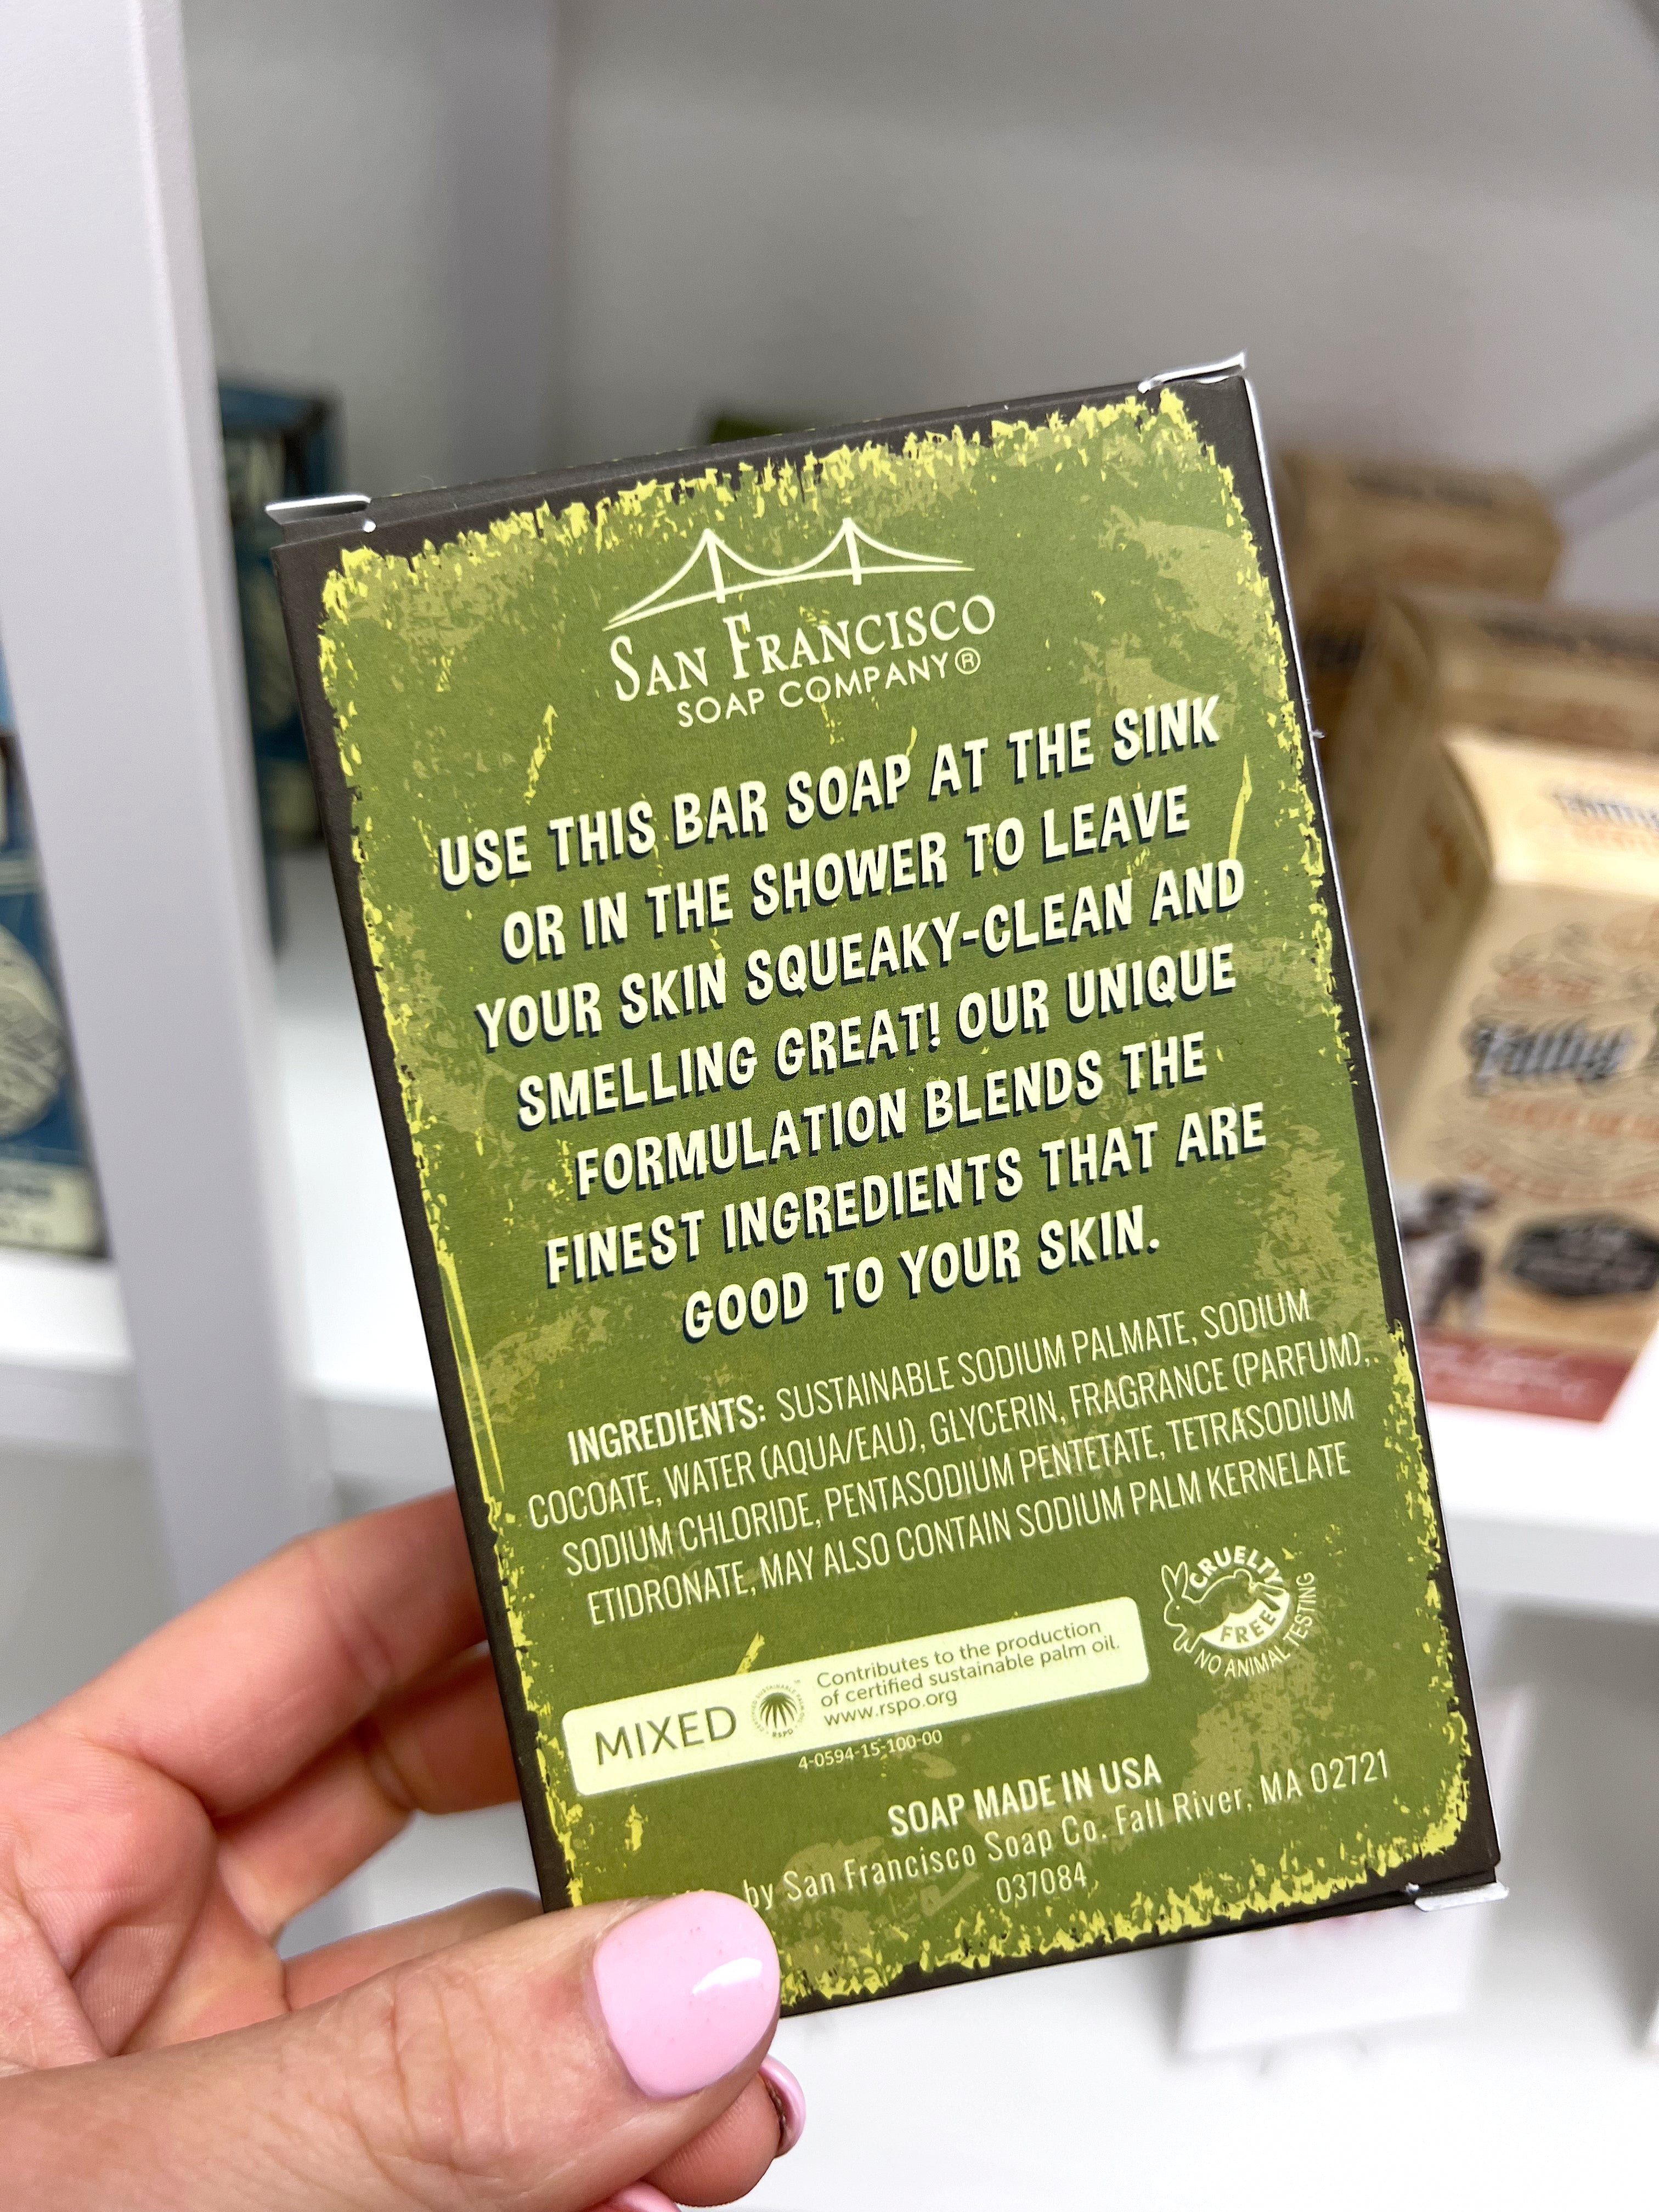 SAN FRANCISCO
SOAP COMPANY®
USE THIS BAR SOAP AT THE SINK
OR IN THE SHOWER TO LEAVE
YOUR SKIN SQUEAKY-CLEAN AND
SMELLING GREAT! OUR UNIQUE
FORMULATION BLENDS THE
FINEST INGREDIENTS THAT ARE
GOOD TO YOUR SKIN.
INGREDIENTS: SUSTAINABLE SODIUM PALMATE, SODIUM
COCOATE, WATER (AQUA/EAU), GLYCERIN, FRAGRANCE (PARFUM),
SODIUM CHLORIDE, PENTASODIUM PENTETATE, TETRASODIUM
ETIDRONATE, MAY ALSO CONTAIN SODIUM PALM KERNELATE
CRUELTY
FREE
NO ANIMAL TESTING
MIXED
CERTIFIED SUSTAINABLE PALM OIL
RSPO
Contributes to the production
of certified sustainable palm oil.
www.rspo.org
4-0594-15-100-00
SOAP MADE IN USA
by San Francisco Soap Co. Fall River, MA 02721
037084